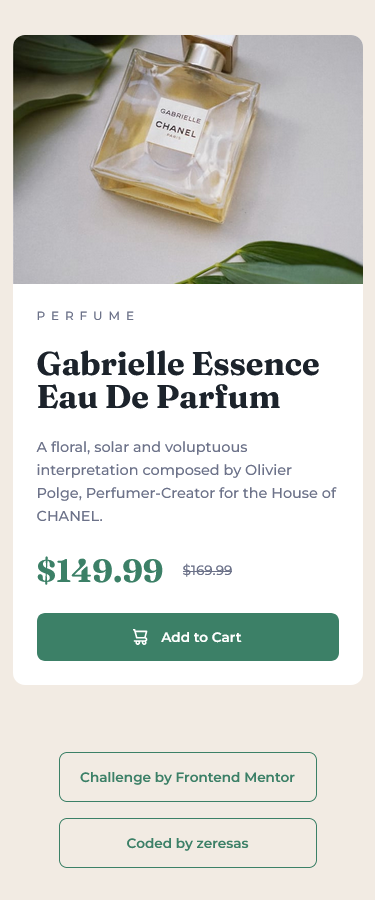 GABRIELLE
CHANEL
PARIS
PERFUME
Gabrielle Essence
Eau De Parfum
A floral, solar and voluptuous
interpretation composed by Olivier
Polge, Perfumer-Creator for the House of
CHANEL.
$149.99 $169.99
Add to Cart
Challenge by Frontend Mentor
Coded by zeresas